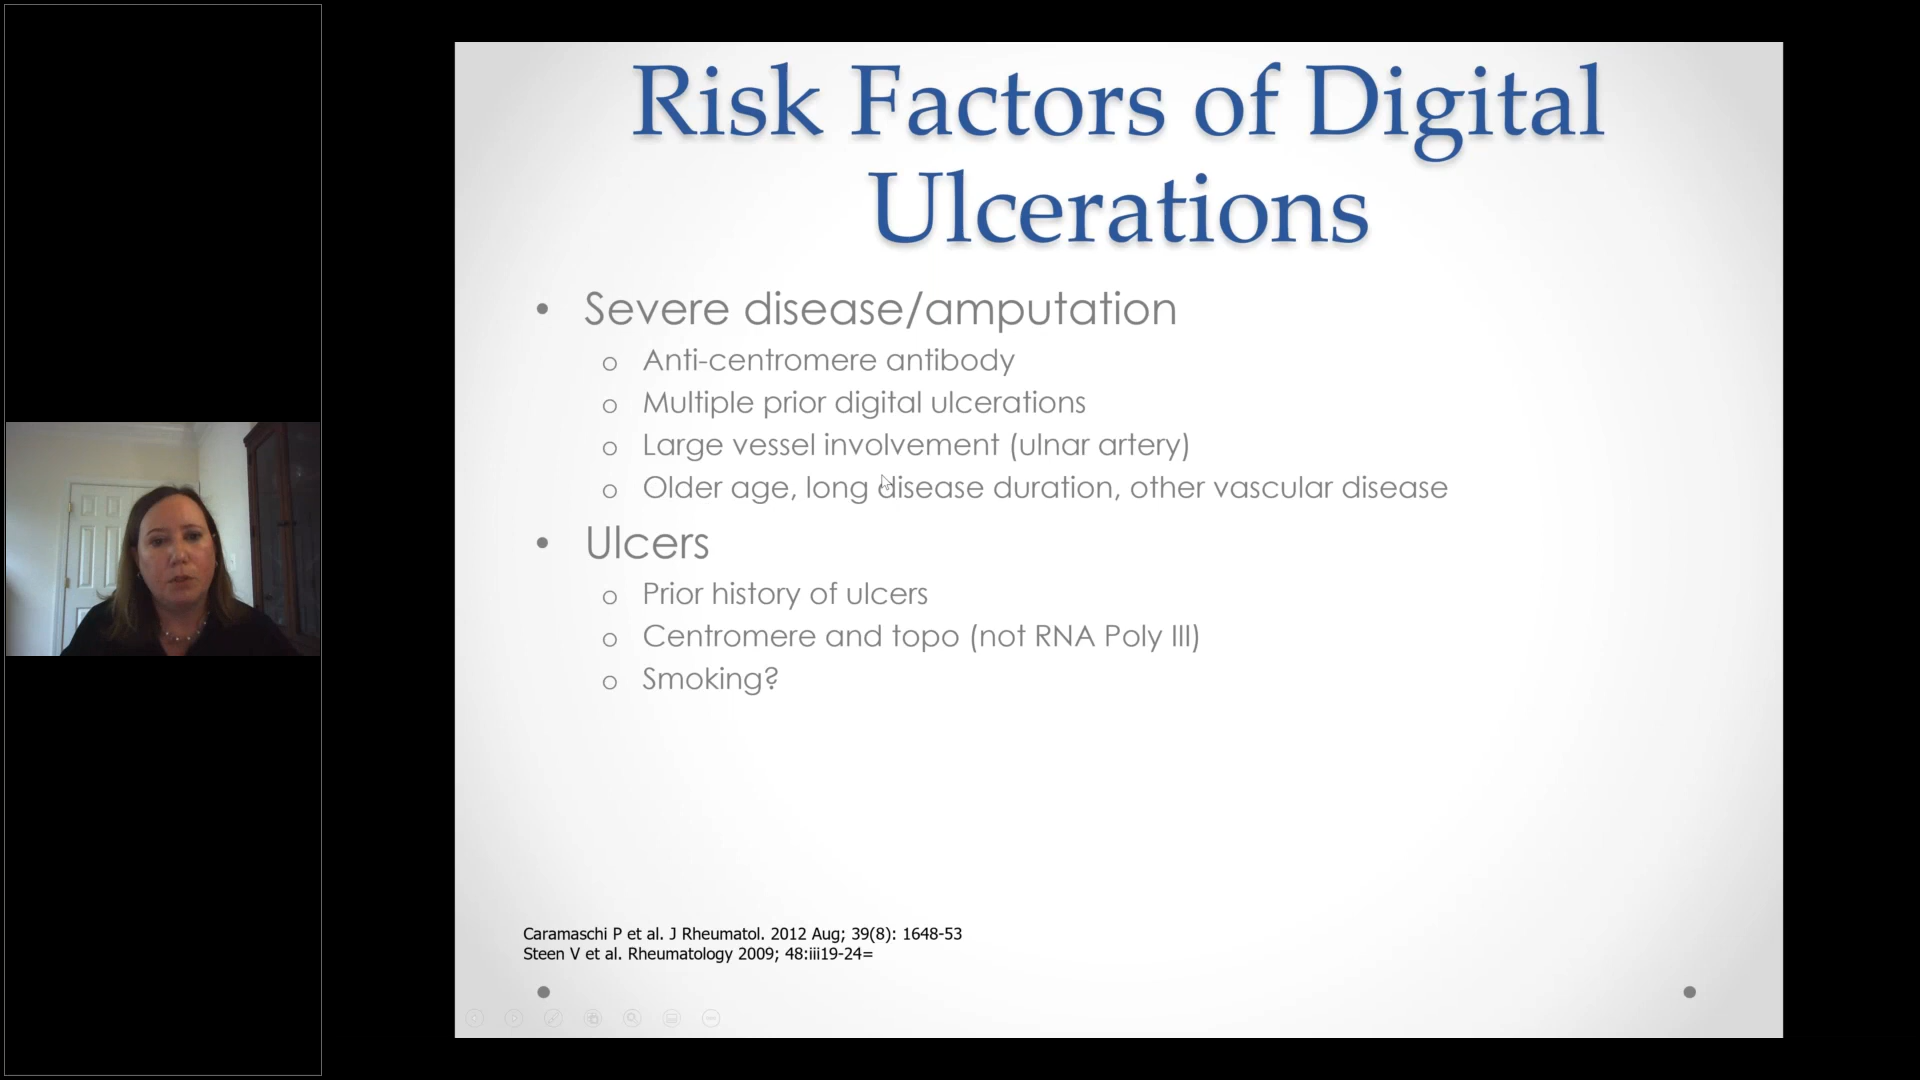 Risk Factors of Digital
Ulcerations
• Severe disease/amputation
o Anti-centromere antibody
o Multiple prior digital ulcerations
o Large vessel involvement (ulnar artery)
o Older age, long disease duration, other vascular disease
• Ulcers
o Prior history of ulcers
o Centromere and topo (not RNA Poly III)
o Smoking?
Caramaschi P et al. J Rheumatol. 2012 Aug; 39(8): 1648-53
Steen V et al. Rheumatology 2009; 48:iii19-24=